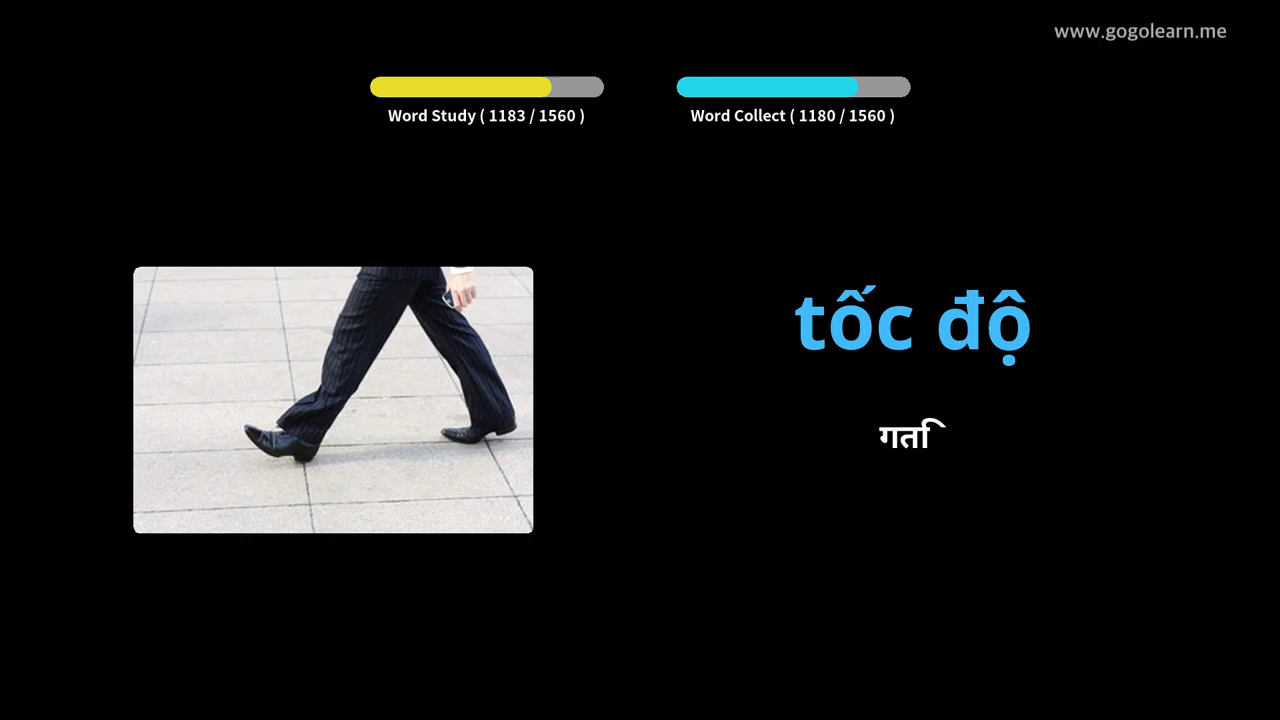 www.gogolearn.me
Word Study ( 1183 / 1560 )
Word Collect ( 1180 / 1560 )
tốc độ
गति